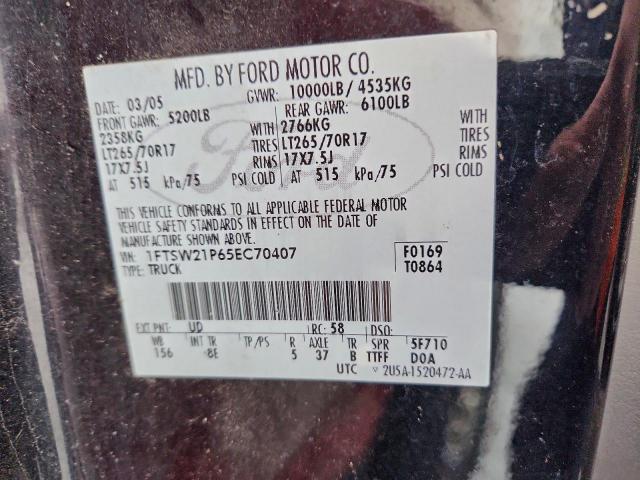 MFD. BY FORD MOTOR CO.
DATE: 03/05 GVWR: 10000LB/ 4535KG
FRONT GAWR: 5200LB REAR GAWR: 6100LB
2358KG WITH 2766KG WITH
LT265/70R17 TIRES LT265/70R17 TIRES
17X7.5J RIMS 17X7.5J RIMS
AT 515 kPa/75 PSI COLD AT 515 kPa/75 PSI COLD
THIS VEHICLE CONFORMS TO ALL APPLICABLE FEDERAL MOTOR
VEHICLE SAFETY STANDARDS IN EFFECT ON THE DATE OF
MANUFACTURE SHOWN ABOVE.
VIN: 1FTSW21P65EC70407 F0169
TYPE: TRUCK T0864
EXT PNT: UD RC: 58 DSO:
WB INT TR TP/PS R AXLE TR SPR 5F710
156 8E 5 37 B TTFF DOA
UTC 2U5A-1520472-AA
Ford